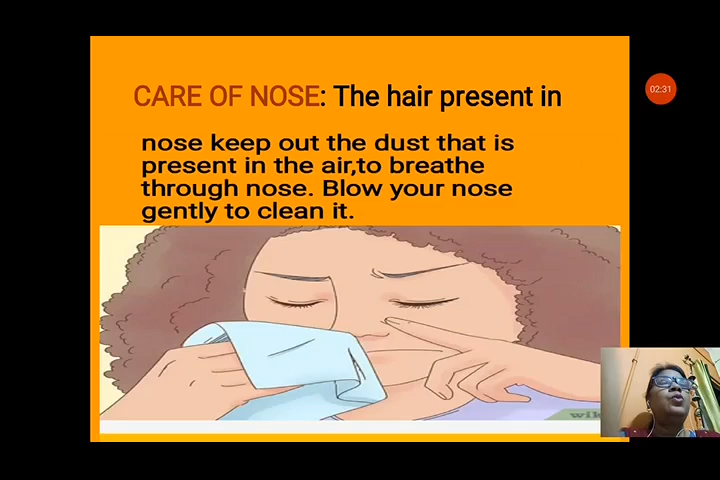 CARE OF NOSE: The hair present in
nose keep out the dust that is
present in the air,to breathe
through nose. Blow your nose
gently to clean it.
02:31
wik